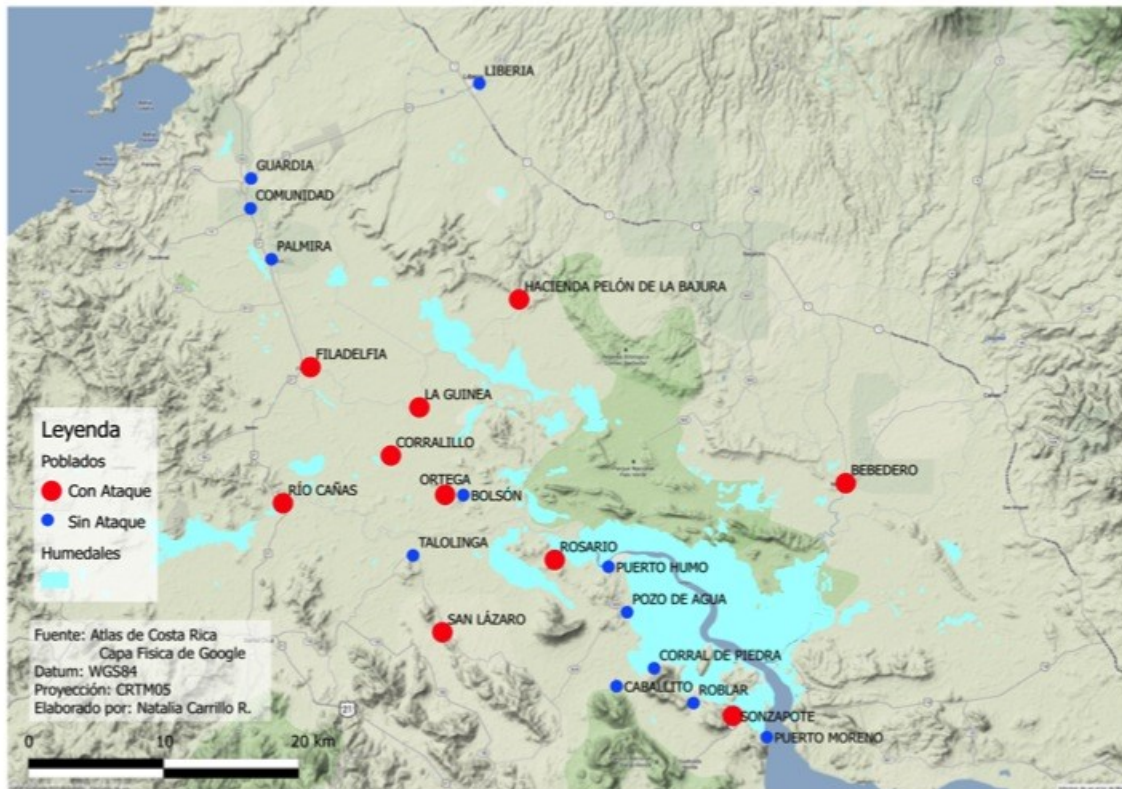 LIBERIA
GUARDIA
COMUNIDAD
PALMIRA
HACIENDA PELÓN DE LA BAJURA
FILADELFIA
LA GUINEA
CORRALILLO
BEBEDERO
ORTEGA
BOLSÓN
RÍO CAÑAS
TALOLINGA
ROSARIO
PUERTO HUMO
POZO DE AGUA
SAN LÁZARO
CORRAL DE PIEDRA
CABALLITO
ROBLAR
SONZAPOTE
PUERTO MORENO
Leyenda
Poblados
Con Ataque
Sin Ataque
Humedales
Fuente: Atlas de Costa Rica
Capa Fisica de Google
Datum: WGS84
Proyección: CRTM05
Elaborado por: Natalia Carrillo R.
21
0 10 20 km